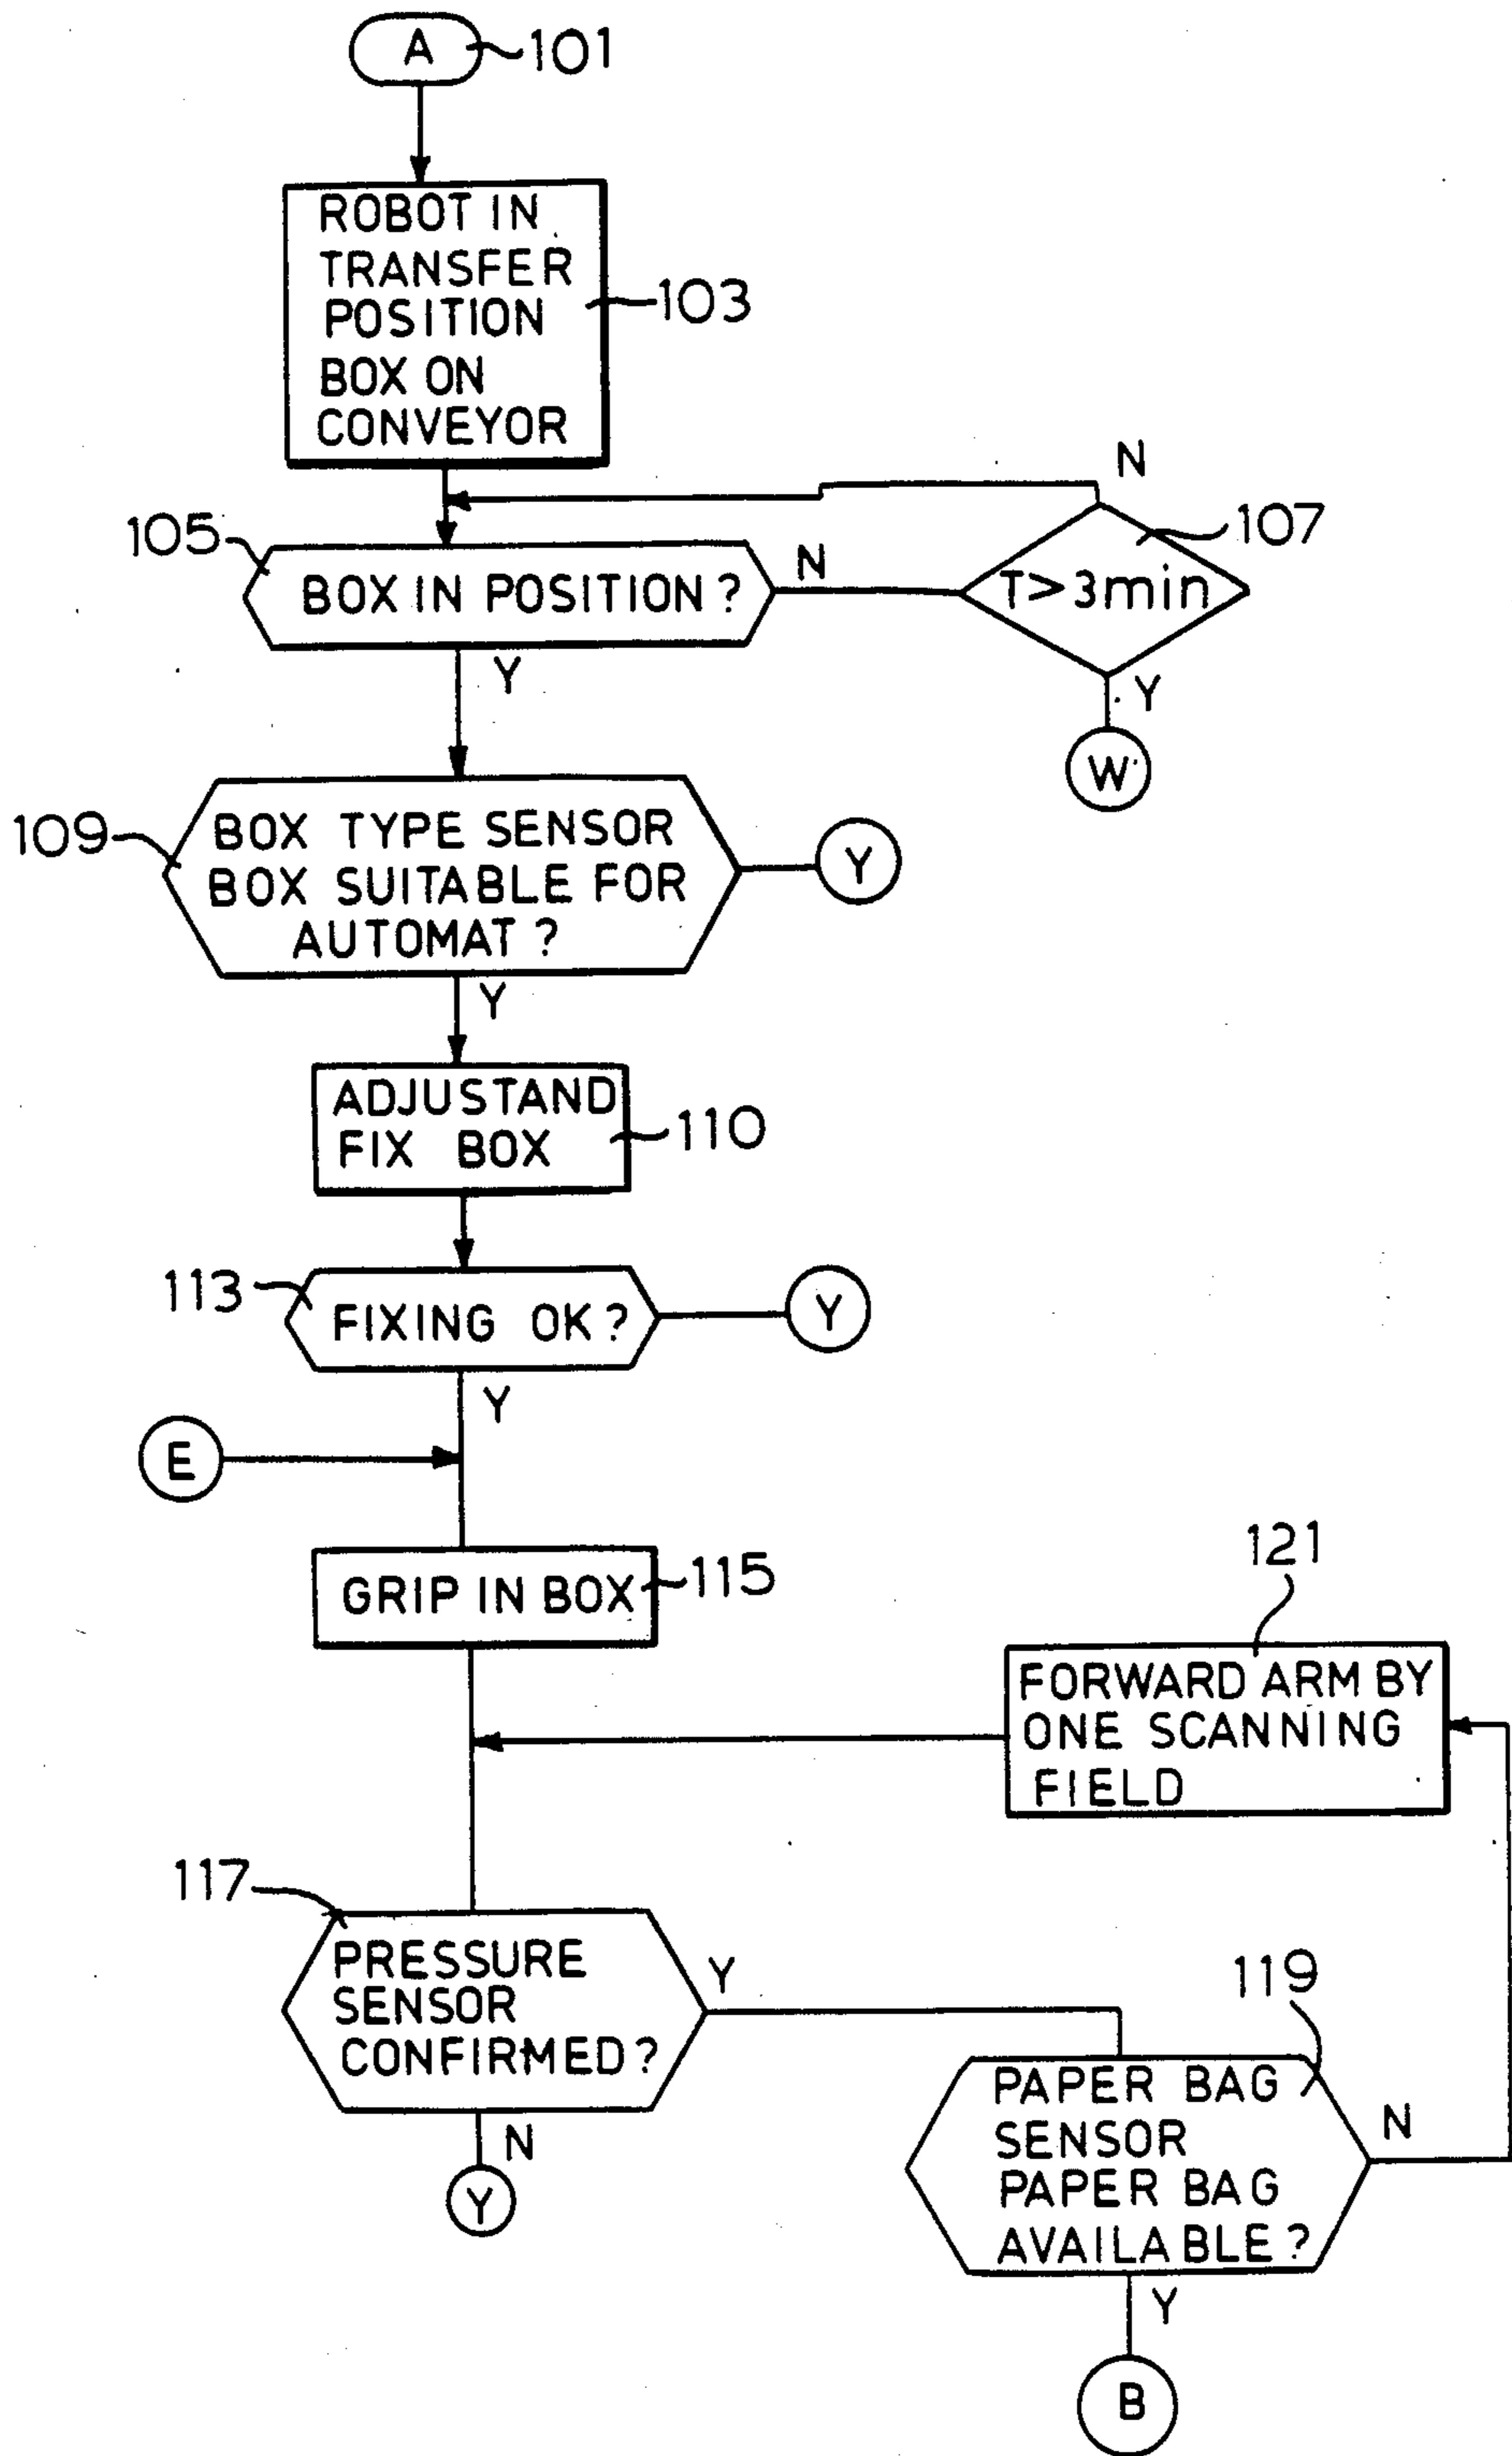 A
101
ROBOT IN
TRANSFER
POSITION
BOX ON
CONVEYOR
103
N
107
105
BOX IN POSITION?
N
T>3min
Y
Y
W
109
BOX TYPE SENSOR
BOX SUITABLE FOR
AUTOMAT?
Y
Y
ADJUSTAND
FIX BOX
110
113
FIXING OK?
Y
Y
E
GRIP IN BOX
115
121
FORWARD ARM BY
ONE SCANNING
FIELD
117
PRESSURE
SENSOR
CONFIRMED?
Y
119
N
Y
PAPER BAG
SENSOR
PAPER BAG
AVAILABLE?
N
Y
B